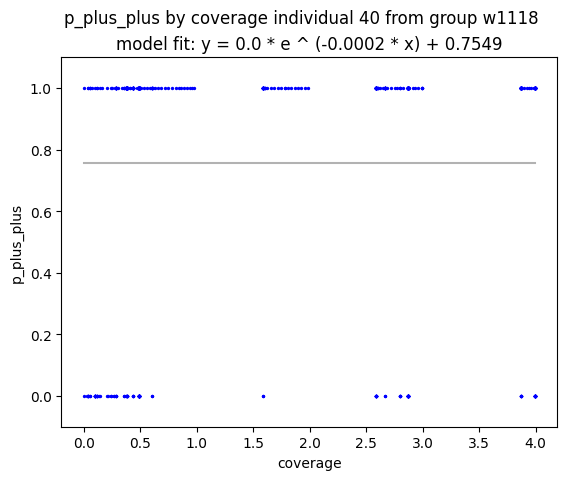 p_plus_plus by coverage individual 40 from group w1118
model fit: y = 0.0 * e ^ (-0.0002 * x) + 0.7549
p_plus_plus
1.0
0.8
0.6
0.4
0.2
0.0
0.0 0.5 1.0 1.5 2.0 2.5 3.0 3.5 4.0
coverage